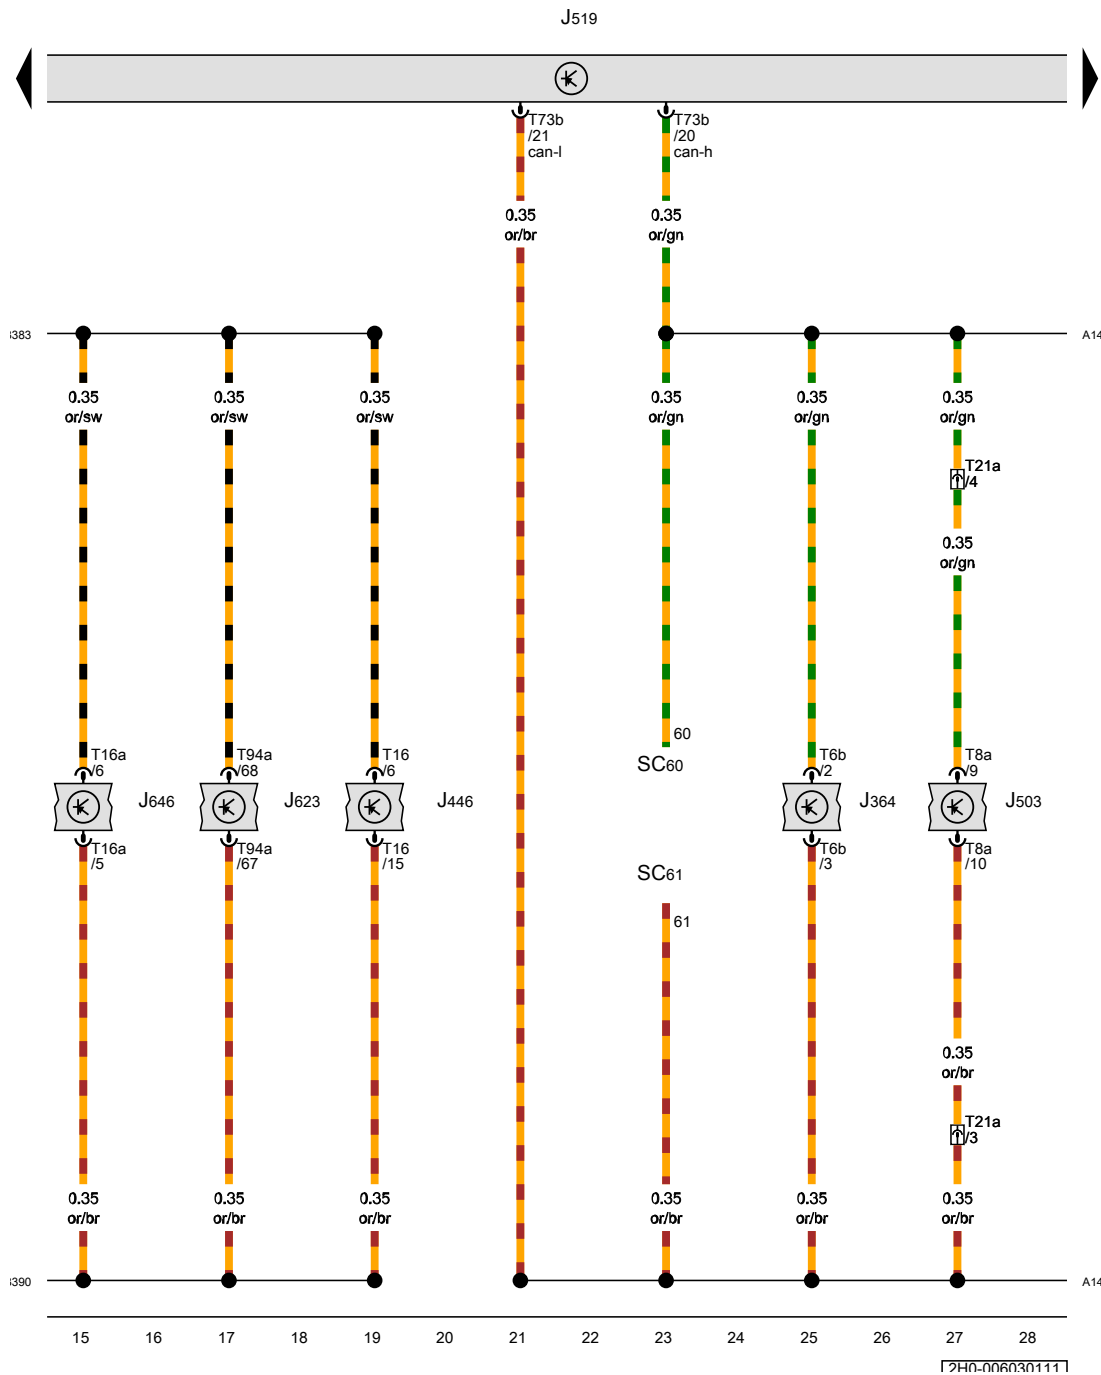 J519
T73b
/21
can-l
T73b
/20
can-h
0.35
or/br
0.35
or/gn
0.35
or/sw
0.35
or/sw
0.35
or/sw
0.35
or/gn
0.35
or/gn
0.35
or/gn
T21a
/4
0.35
or/gn
60
SC60
T16a
/6
T94a
/68
T16
/6
T6b
/2
T8a
/9
J646
J623
J446
J364
J503
T16a
/5
T94a
/67
T16
/15
T6b
/3
T8a
/10
SC61
61
0.35
or/br
T21a
/3
0.35
or/br
0.35
or/br
0.35
or/br
0.35
or/br
0.35
or/br
0.35
or/br
15 16 17 18 19 20 21 22 23 24 25 26 27 28
2H0-006030111